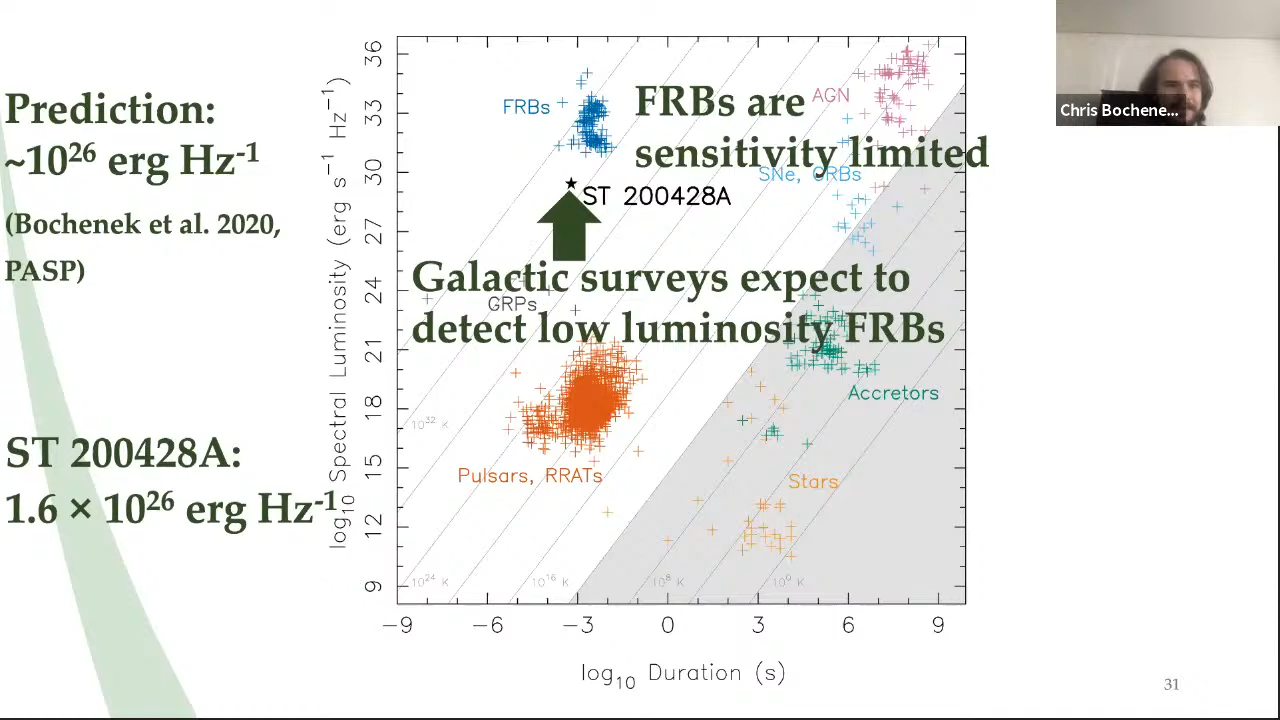 Prediction:
~10²⁶ erg Hz⁻¹
(Bochenek et al. 2020,
PASP)
ST 200428A:
1.6 × 10²⁶ erg Hz⁻¹
FRBs are
sensitivity limited
Galactic surveys expect to
detect low luminosity FRBs
FRBs
AGN
SNe, GRBs
ST 200428A
GRPs
Accretors
Pulsars, RRATs
Stars
10³² K
10²⁴ K
10¹⁶ K
10⁸ K
10⁰ K
log₁₀ Spectral Luminosity (erg s⁻¹ Hz⁻¹)
36
33
30
27
24
21
18
15
12
9
−9 −6 −3 0 3 6 9
log₁₀ Duration (s)
Chris Bochene...
31